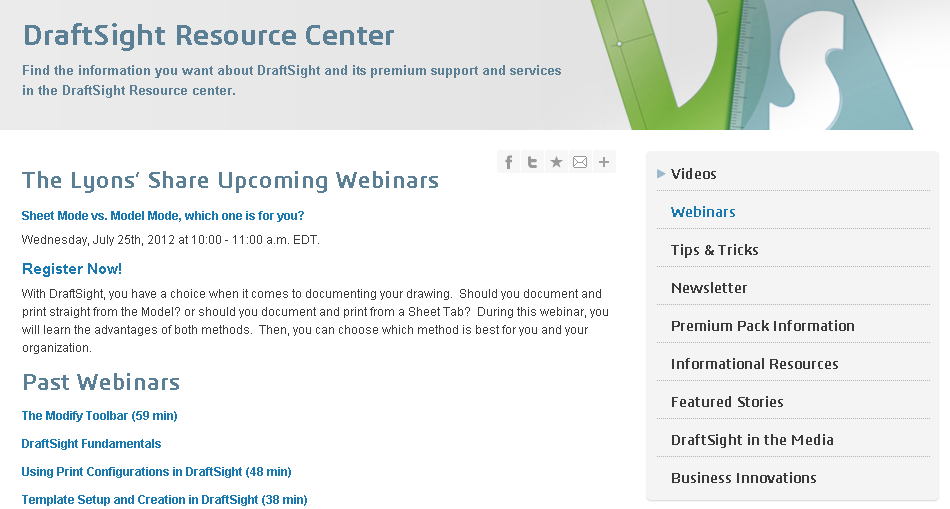 DraftSight Resource Center
Find the information you want about DraftSight and its premium support and services
in the DraftSight Resource center.
DS
The Lyons' Share Upcoming Webinars
Sheet Mode vs. Model Mode, which one is for you?
Wednesday, July 25th, 2012 at 10:00 - 11:00 a.m. EDT.
Register Now!
With DraftSight, you have a choice when it comes to documenting your drawing.  Should you document and
print straight from the Model? or should you document and print from a Sheet Tab?  During this webinar, you
will learn the advantages of both methods.  Then, you can choose which method is best for you and your
organization.
Past Webinars
The Modify Toolbar (59 min)
DraftSight Fundamentals
Using Print Configurations in DraftSight (48 min)
Template Setup and Creation in DraftSight (38 min)
Videos
Webinars
Tips & Tricks
Newsletter
Premium Pack Information
Informational Resources
Featured Stories
DraftSight in the Media
Business Innovations